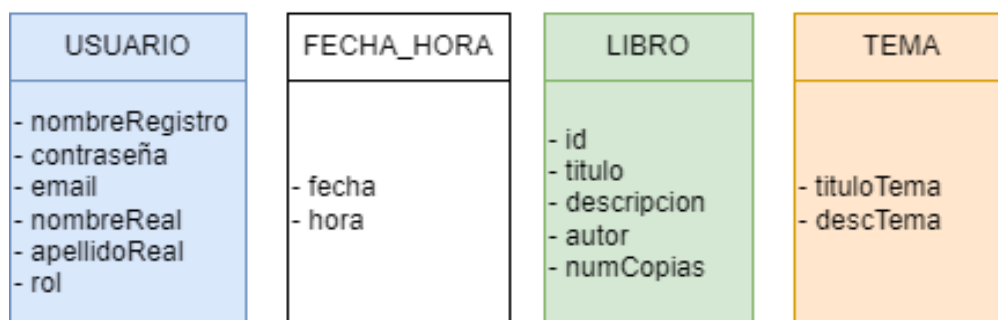 USUARIO
- nombreRegistro
- contraseña
- email
- nombreReal
- apellidoReal
- rol
FECHA_HORA
- fecha
- hora
LIBRO
- id
- titulo
- descripcion
- autor
- numCopias
TEMA
- tituloTema
- descTema